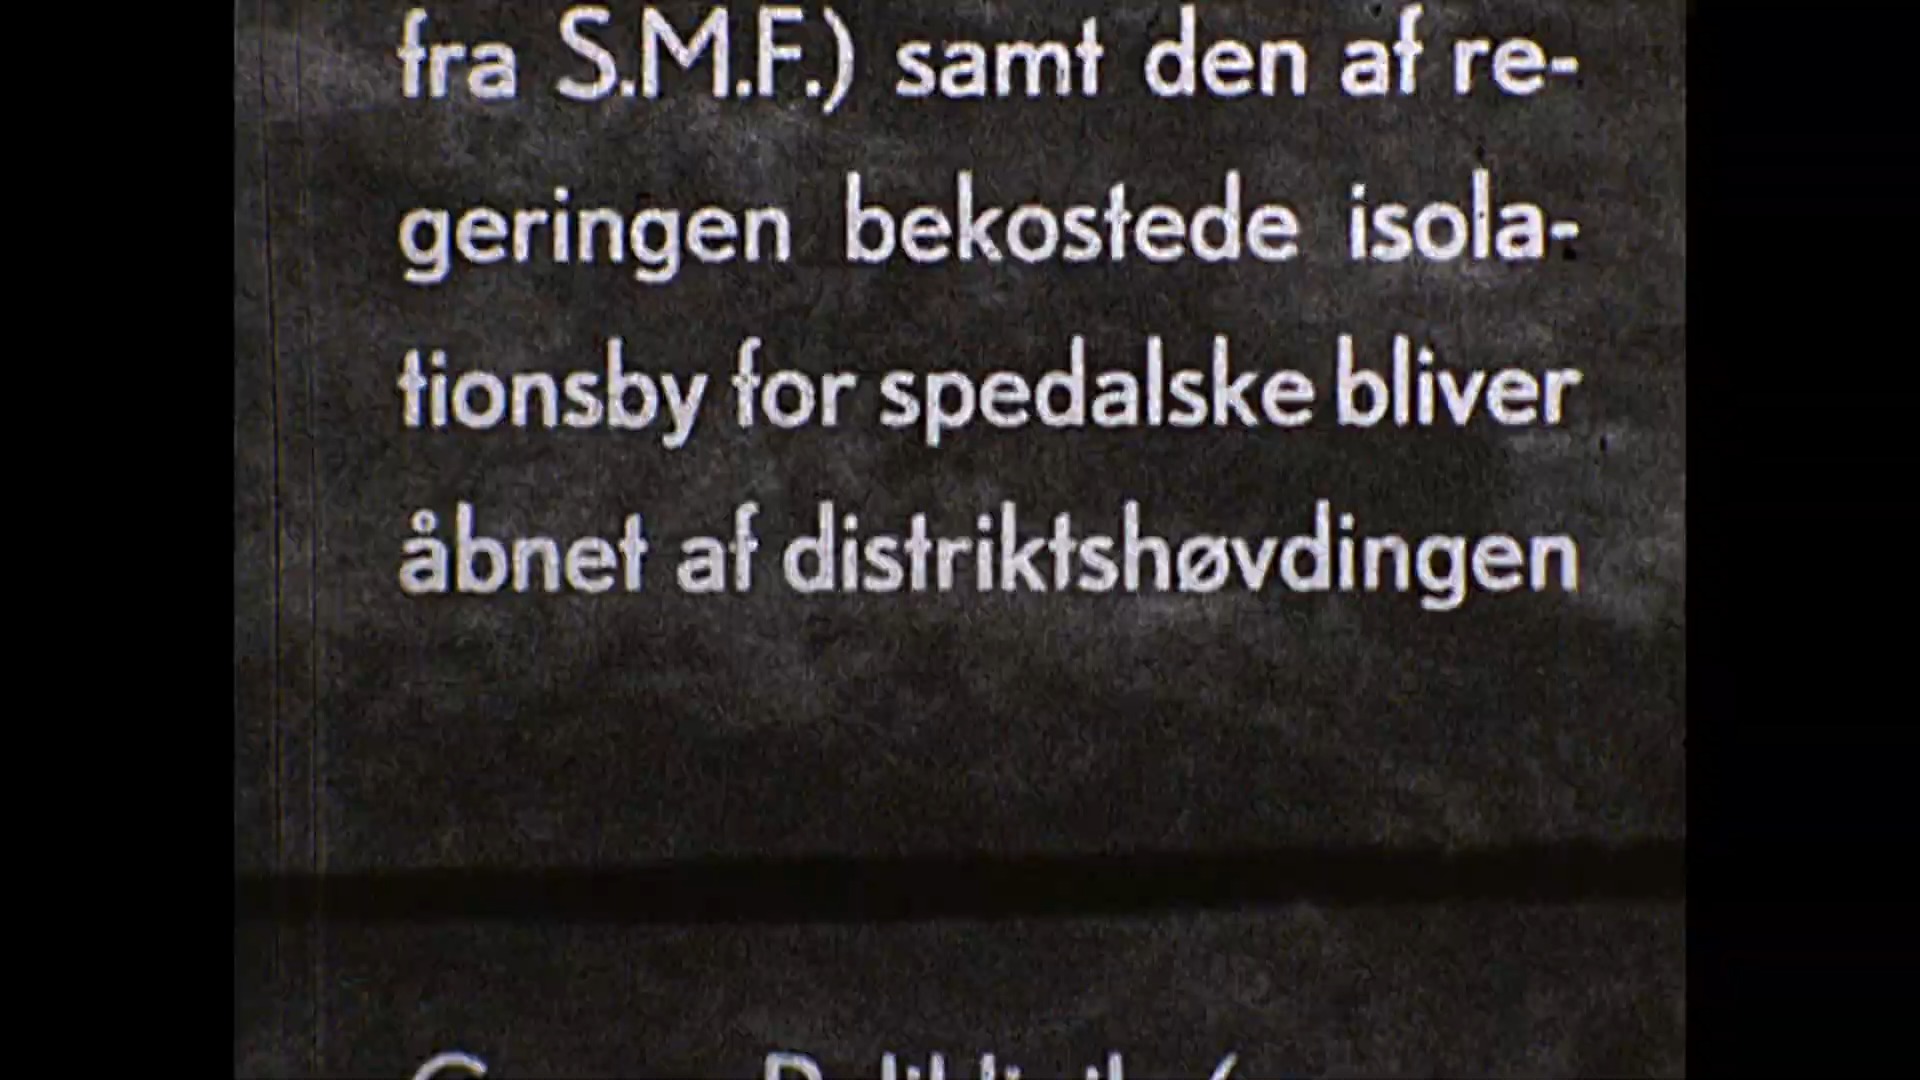 fra S.M.F.) samt den af re-
geringen bekostede isola-
tionsby for spedalske bliver
åbnet af distriktshøvdingen